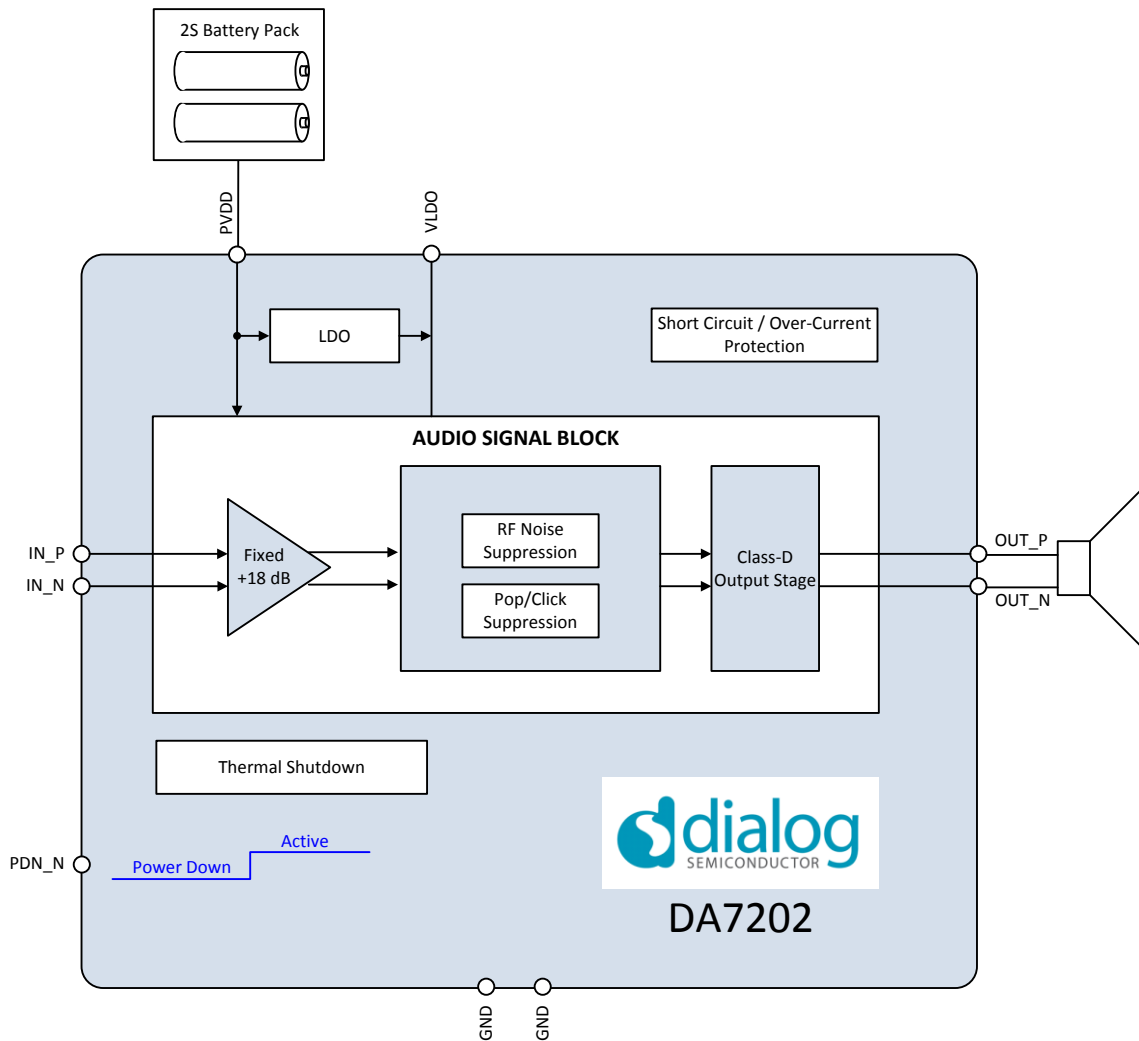 2S Battery Pack
PVDD
VLDO
LDO
Short Circuit / Over-Current
Protection
AUDIO SIGNAL BLOCK
IN_P
IN_N
Fixed
+18 dB
RF Noise
Suppression
Pop/Click
Suppression
Class-D
Output Stage
OUT_P
OUT_N
Thermal Shutdown
PDN_N
Power Down
Active
dialog
SEMICONDUCTOR
DA7202
GND
GND